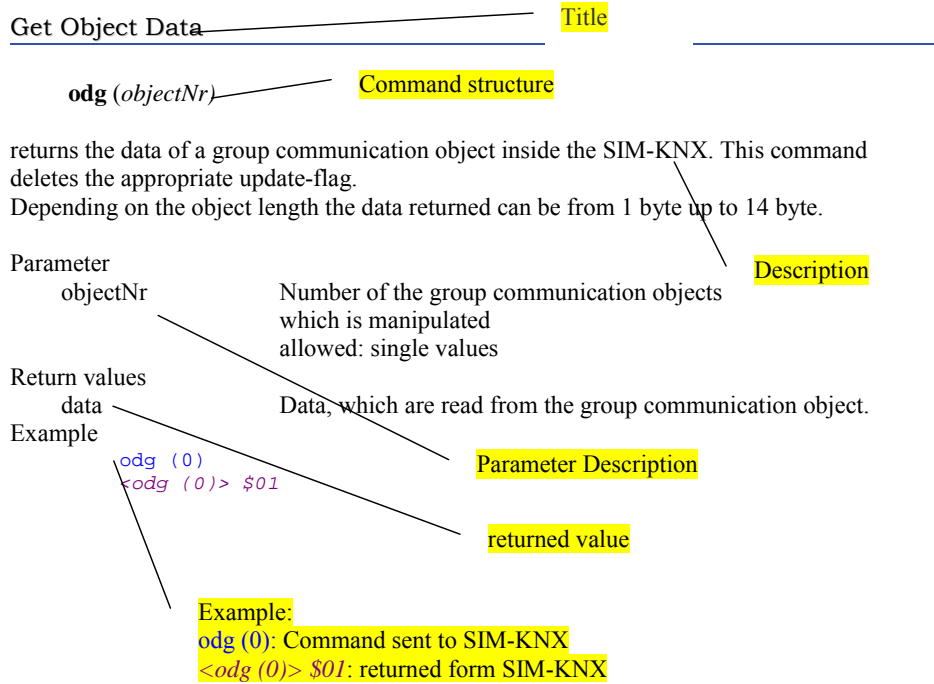 Get Object Data
Title
odg (objectNr)
Command structure
returns the data of a group communication object inside the SIM-KNX. This command
deletes the appropriate update-flag.
Depending on the object length the data returned can be from 1 byte up to 14 byte.
Description
Parameter
objectNr Number of the group communication objects
which is manipulated
allowed: single values
Return values
data Data, which are read from the group communication object.
Example
odg (0)
<odg (0)> $01
Parameter Description
returned value
Example:
odg (0): Command sent to SIM-KNX
<odg (0)> $01: returned form SIM-KNX